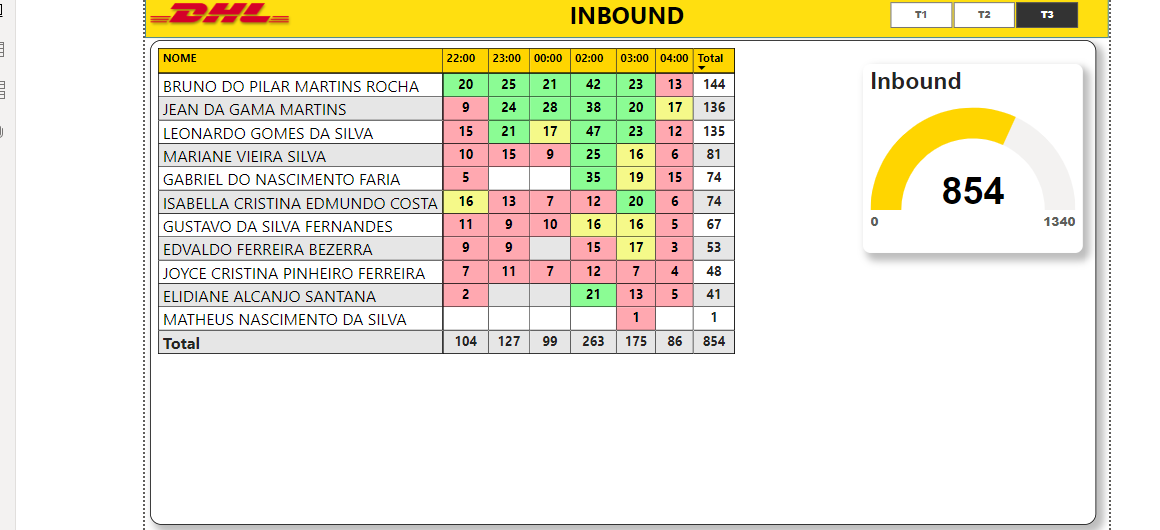 DHL INBOUND T1 T2 T3
NOME 22:00 23:00 00:00 02:00 03:00 04:00 Total
BRUNO DO PILAR MARTINS ROCHA 20 25 21 42 23 13 144
JEAN DA GAMA MARTINS 9 24 28 38 20 17 136
LEONARDO GOMES DA SILVA 15 21 17 47 23 12 135
MARIANE VIEIRA SILVA 10 15 9 25 16 6 81
GABRIEL DO NASCIMENTO FARIA 5 35 19 15 74
ISABELLA CRISTINA EDMUNDO COSTA 16 13 7 12 20 6 74
GUSTAVO DA SILVA FERNANDES 11 9 10 16 16 5 67
EDVALDO FERREIRA BEZERRA 9 9 15 17 3 53
JOYCE CRISTINA PINHEIRO FERREIRA 7 11 7 12 7 4 48
ELIDIANE ALCANJO SANTANA 2 21 13 5 41
MATHEUS NASCIMENTO DA SILVA 1 1
Total 104 127 99 263 175 86 854
Inbound
854
0 1340